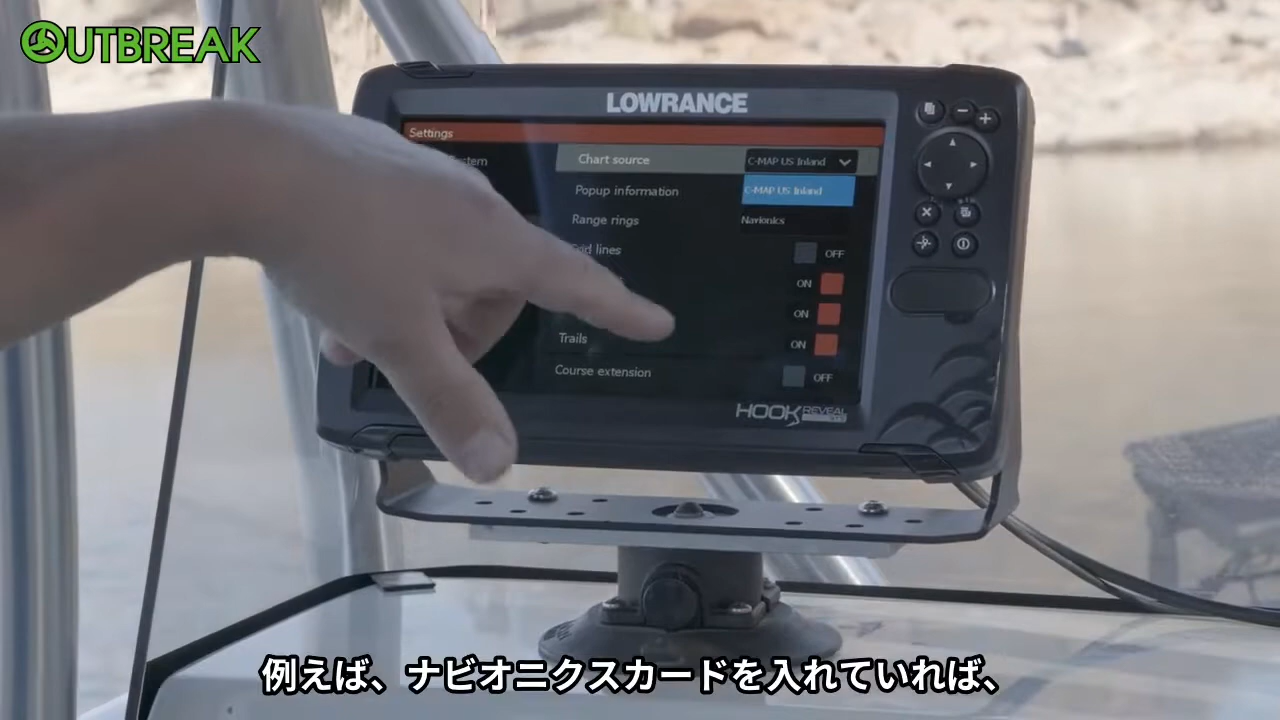 OUTBREAK
LOWRANCE
Settings
Chart source
C-MAP US Inland
Popup information
C-MAP US Inland
Range rings
Navionics
Grid lines
OFF
ON
ON
Trails
ON
Course extension
OFF
HOOK REVEAL
例えば、ナビオニクスカードを入れていれば、